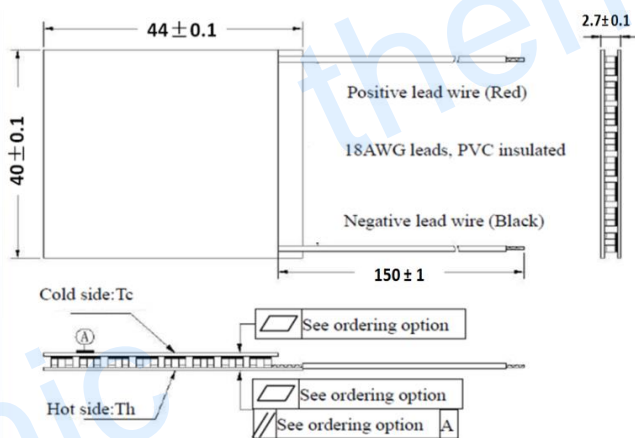 44±0.1
2.7±0.1
40±0.1
Positive lead wire (Red)
18AWG leads, PVC insulated
Negative lead wire (Black)
150±1
Cold side:Tc
A
See ordering option
See ordering option
Hot side:Th
See ordering option A